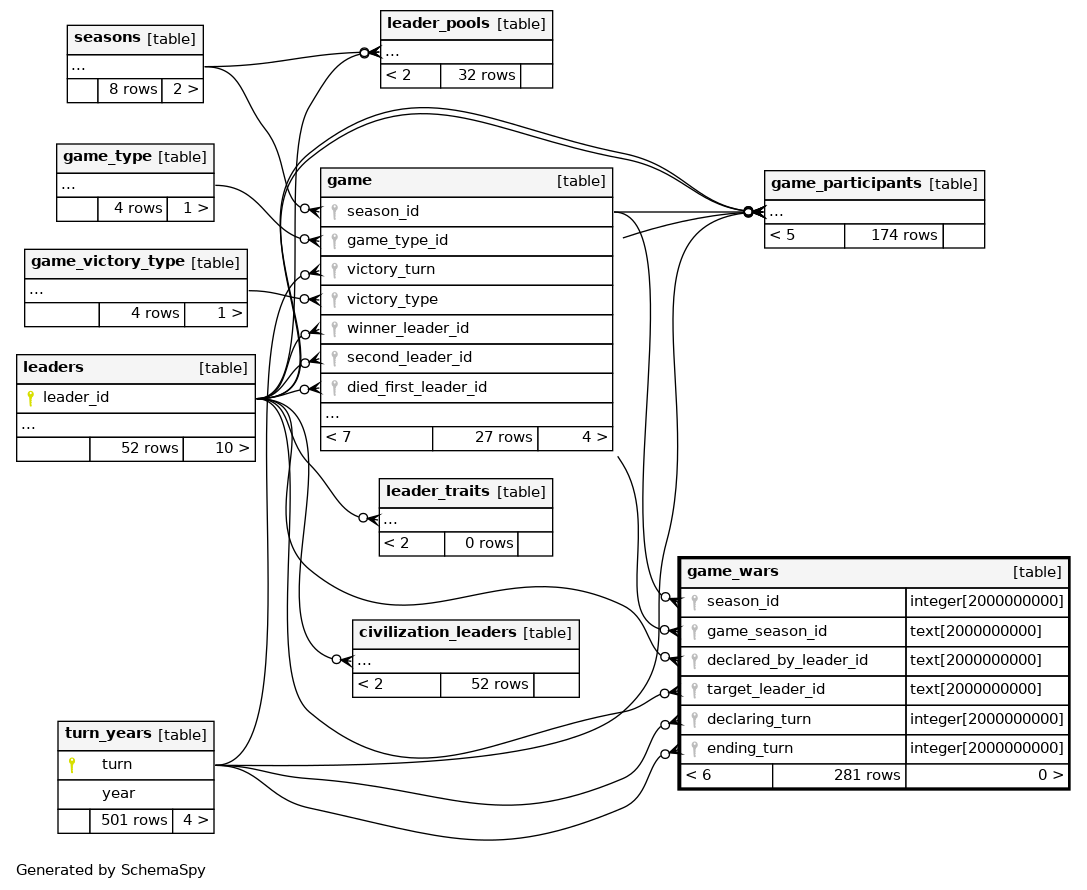 seasons [table]
...
8 rows 2 >
leader_pools [table]
...
< 2 32 rows
game_type [table]
...
4 rows 1 >
game [table]
season_id
game_type_id
victory_turn
victory_type
winner_leader_id
second_leader_id
died_first_leader_id
...
< 7 27 rows 4 >
game_participants [table]
...
< 5 174 rows
game_victory_type [table]
...
4 rows 1 >
leaders [table]
leader_id
...
52 rows 10 >
leader_traits [table]
...
< 2 0 rows
game_wars [table]
season_id integer[2000000000]
game_season_id text[2000000000]
declared_by_leader_id text[2000000000]
target_leader_id text[2000000000]
declaring_turn integer[2000000000]
ending_turn integer[2000000000]
< 6 281 rows 0 >
civilization_leaders [table]
...
< 2 52 rows
turn_years [table]
turn
year
501 rows 4 >
Generated by SchemaSpy